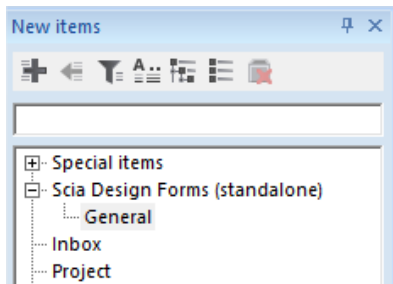 New items
Special items
Scia Design Forms (standalone)
General
Inbox
Project